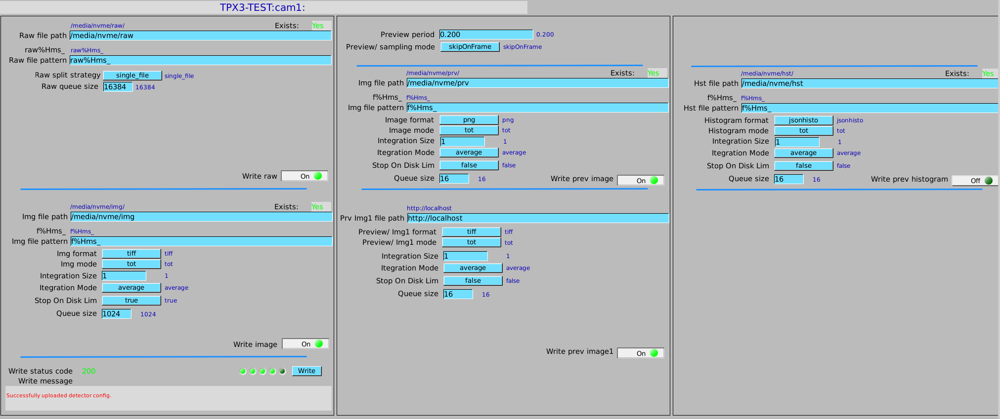 TPX3-TEST:cam1:
/media/nvme/raw/ Exists: Yes
Raw file path /media/nvme/raw
raw%Hms_ raw%Hms_
Raw file pattern raw%Hms_
Raw split strategy single_file single_file
Raw queue size 16384 16384
Write raw On
/media/nvme/img/ Exists: Yes
Img file path /media/nvme/img
f%Hms_ f%Hms_
Img file pattern f%Hms_
Img format tiff tiff
Img mode tot tot
Integration Size 1 1
Itegration Mode average average
Stop On Disk Lim true true
Queue size 1024 1024
Write image On
Write status code 200 Write
Write message
Successfully uploaded detector config.
Preview period 0.200 0.200
Preview/ sampling mode skipOnFrame skipOnFrame
/media/nvme/prv/ Exists: Yes
Img file path /media/nvme/prv
f%Hms_ f%Hms_
Img file pattern f%Hms_
Image format png png
Image mode tot tot
Integration Size 1 1
Itegration Mode average average
Stop On Disk Lim false false
Queue size 16 16 Write prev image On
http://localhost
Prv Img1 file path http://localhost
Preview/ Img1 format tiff tiff
Preview/ Img1 mode tot tot
Integration Size 1 1
Itegration Mode average average
Stop On Disk Lim false false
Queue size 16 16
Write prev image1 On
/media/nvme/hst/ Exists: Yes
Hst file path /media/nvme/hst
f%Hms_ f%Hms_
Hst file pattern f%Hms_
Histogram format jsonhisto jsonhisto
Histogram mode tot tot
Integration Size 1 1
Itegration Mode average average
Stop On Disk Lim false false
Queue size 16 16 Write prev histogram Off